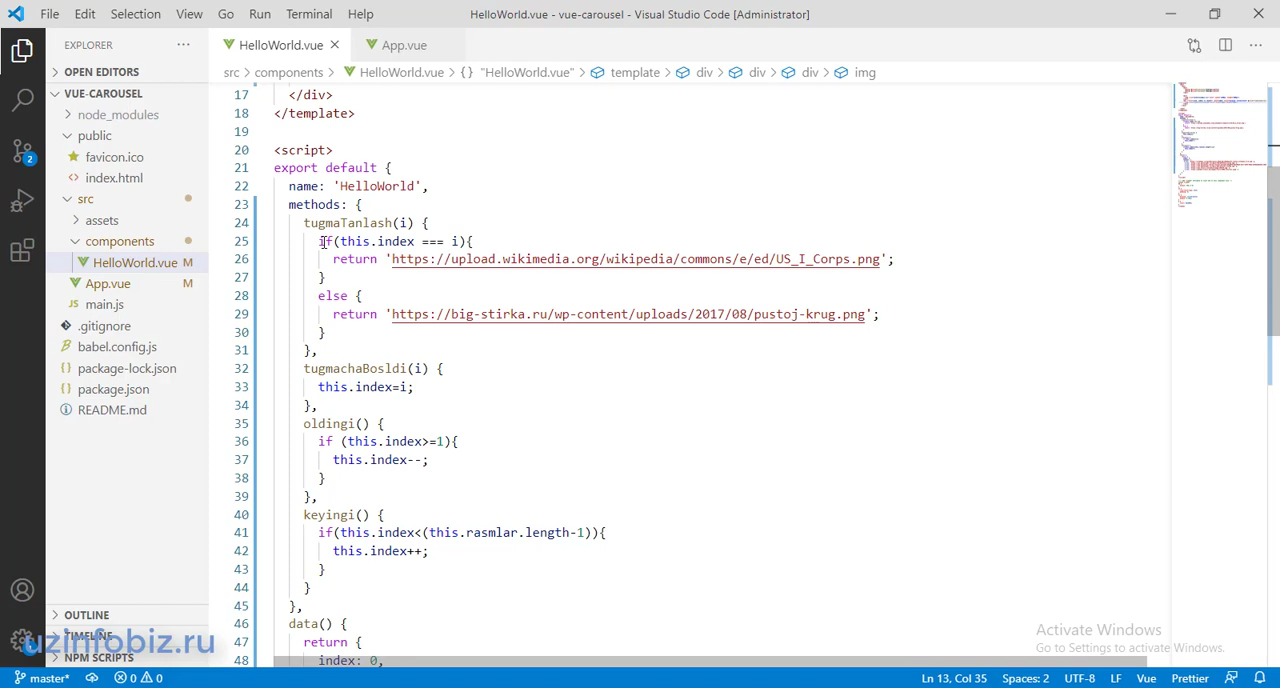 File Edit Selection View Go Run Terminal Help HelloWorld.vue - vue-carousel - Visual Studio Code [Administrator]
EXPLORER
OPEN EDITORS
VUE-CAROUSEL
node_modules
public
favicon.ico
index.html
src
assets
components
HelloWorld.vue M
App.vue M
main.js
.gitignore
babel.config.js
package-lock.json
package.json
README.md
OUTLINE
TIMELINE
NPM SCRIPTS
HelloWorld.vue App.vue
src > components > HelloWorld.vue > {} "HelloWorld.vue" > template > div > div > div > img
17 </div>
18 </template>
19
20 <script>
21 export default {
22 name: 'HelloWorld',
23 methods: {
24 tugmaTanlash(i) {
25 if(this.index === i){
26 return 'https://upload.wikimedia.org/wikipedia/commons/e/ed/US_I_Corps.png';
27 }
28 else {
29 return 'https://big-stirka.ru/wp-content/uploads/2017/08/pustoj-krug.png';
30 }
31 },
32 tugmachaBosldi(i) {
33 this.index=i;
34 },
35 oldingi() {
36 if (this.index>=1){
37 this.index--;
38 }
39 },
40 keyingi() {
41 if(this.index<(this.rasmlar.length-1)){
42 this.index++;
43 }
44 }
45 },
46 data() {
47 return {
48 index: 0,
2
uzinfobiz.ru
Activate Windows
Go to Settings to activate Windows.
master* 0 0 Ln 13, Col 35 Spaces: 2 UTF-8 LF Vue Prettier